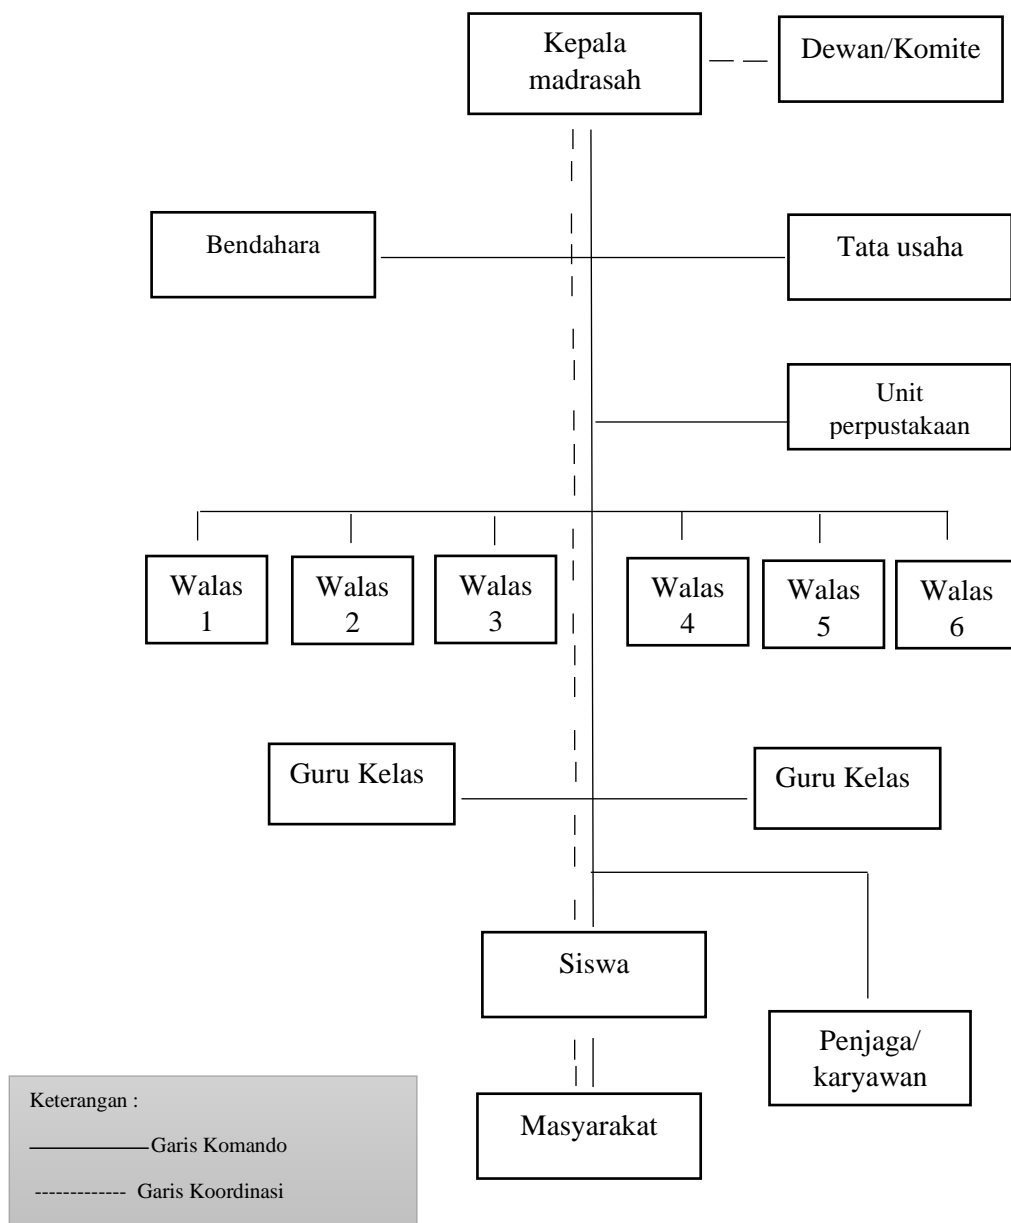 Kepala
madrasah
Dewan/Komite
Bendahara
Tata usaha
Unit
perpustakaan
Walas
1
Walas
2
Walas
3
Walas
4
Walas
5
Walas
6
Guru Kelas
Guru Kelas
Siswa
Penjaga/
karyawan
Masyarakat
Keterangan :
Garis Komando
Garis Koordinasi